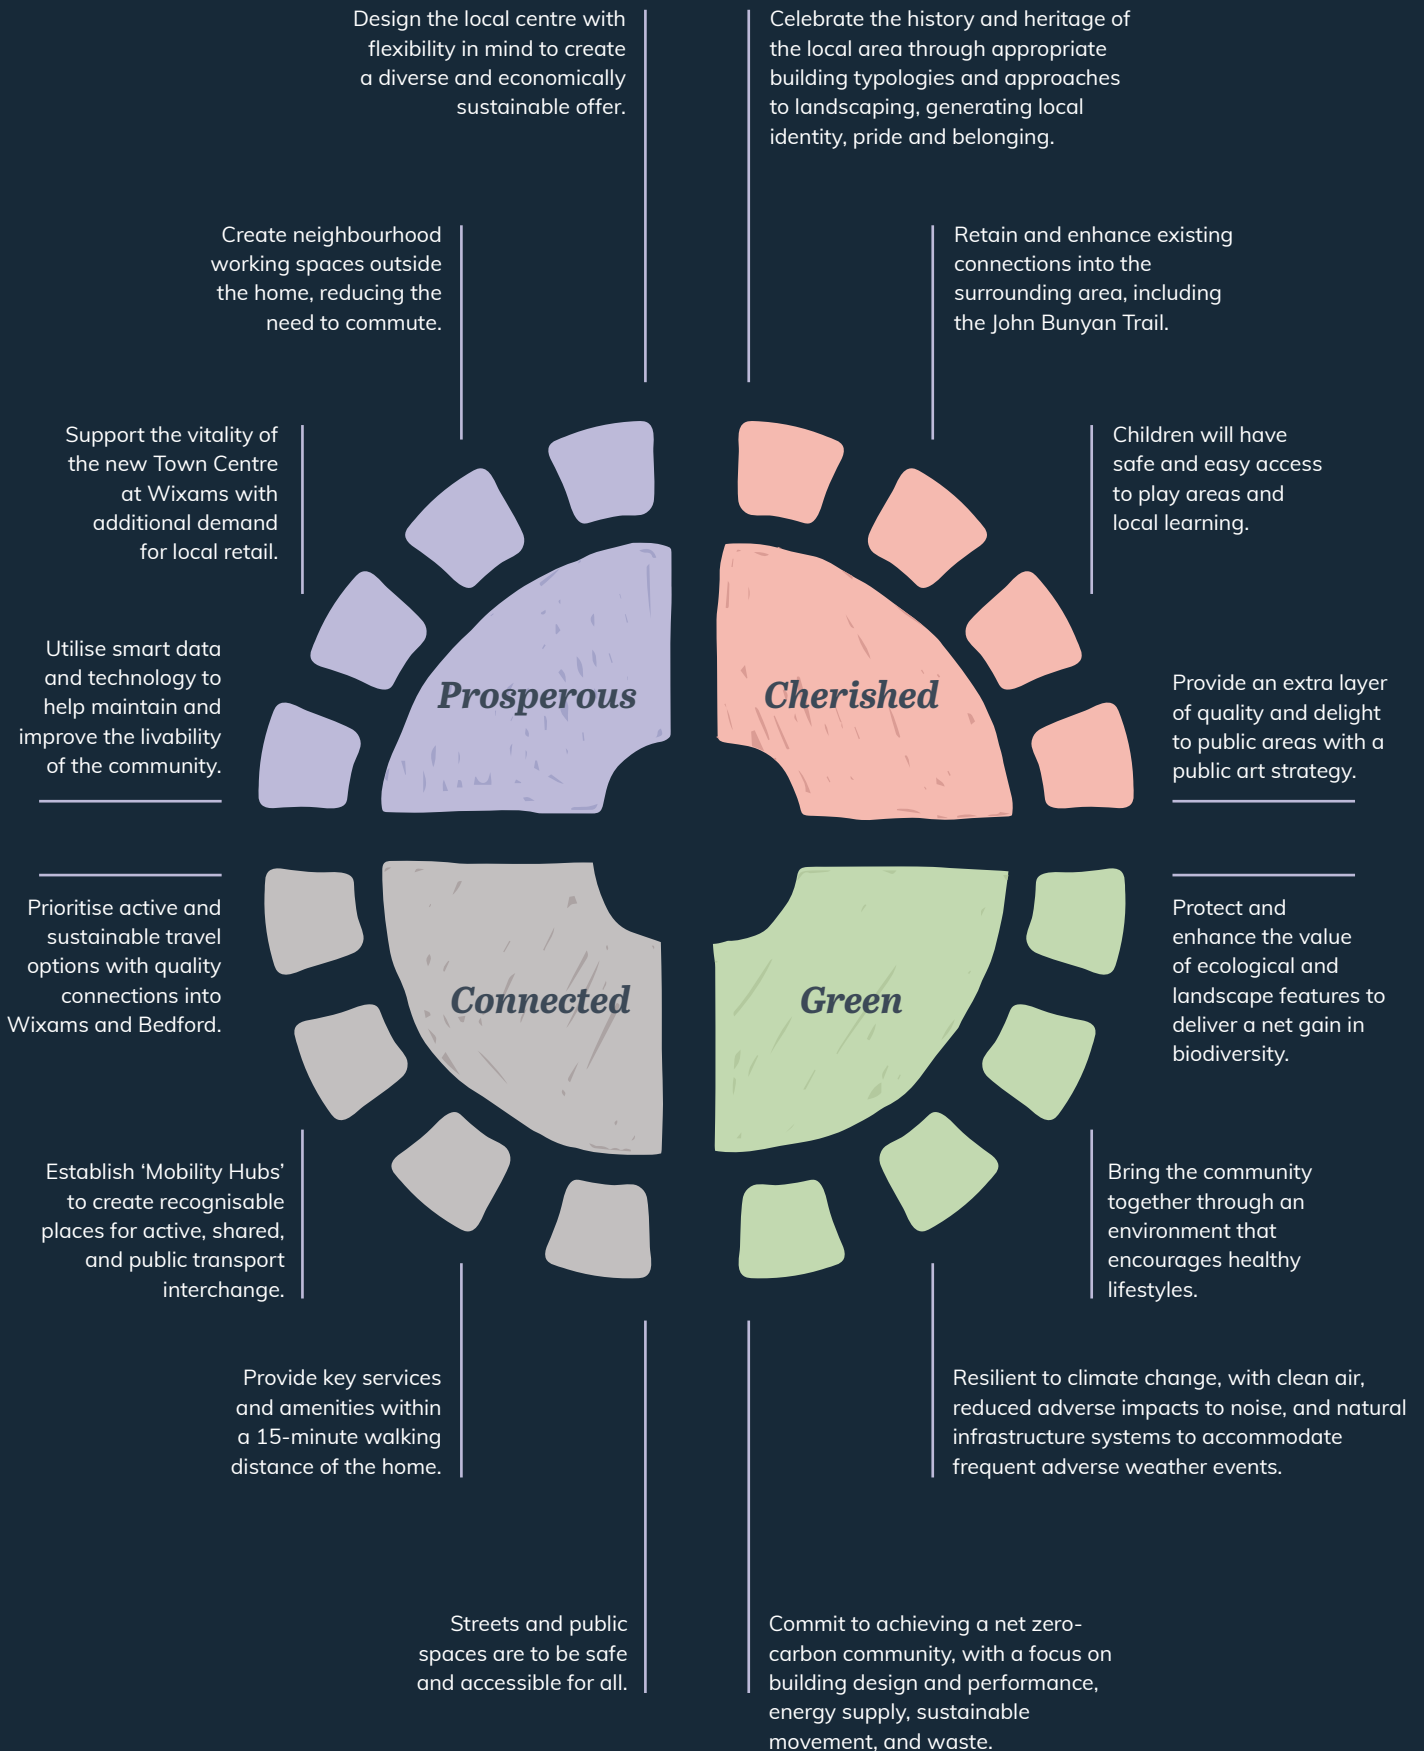 Design the local centre with
flexibility in mind to create
a diverse and economically
sustainable offer.
Celebrate the history and heritage of
the local area through appropriate
building typologies and approaches
to landscaping, generating local
identity, pride and belonging.
Create neighbourhood
working spaces outside
the home, reducing the
need to commute.
Retain and enhance existing
connections into the
surrounding area, including
the John Bunyan Trail.
Support the vitality of
the new Town Centre
at Wixams with
additional demand
for local retail.
Children will have
safe and easy access
to play areas and
local learning.
Utilise smart data
and technology to
help maintain and
improve the livability
of the community.
Prosperous
Cherished
Provide an extra layer
of quality and delight
to public areas with a
public art strategy.
Prioritise active and
sustainable travel
options with quality
connections into
Wixams and Bedford.
Connected
Green
Protect and
enhance the value
of ecological and
landscape features to
deliver a net gain in
biodiversity.
Establish ‘Mobility Hubs’
to create recognisable
places for active, shared,
and public transport
interchange.
Bring the community
together through an
environment that
encourages healthy
lifestyles.
Provide key services
and amenities within
a 15-minute walking
distance of the home.
Resilient to climate change, with clean air,
reduced adverse impacts to noise, and natural
infrastructure systems to accommodate
frequent adverse weather events.
Streets and public
spaces are to be safe
and accessible for all.
Commit to achieving a net zero-
carbon community, with a focus on
building design and performance,
energy supply, sustainable
movement, and waste.